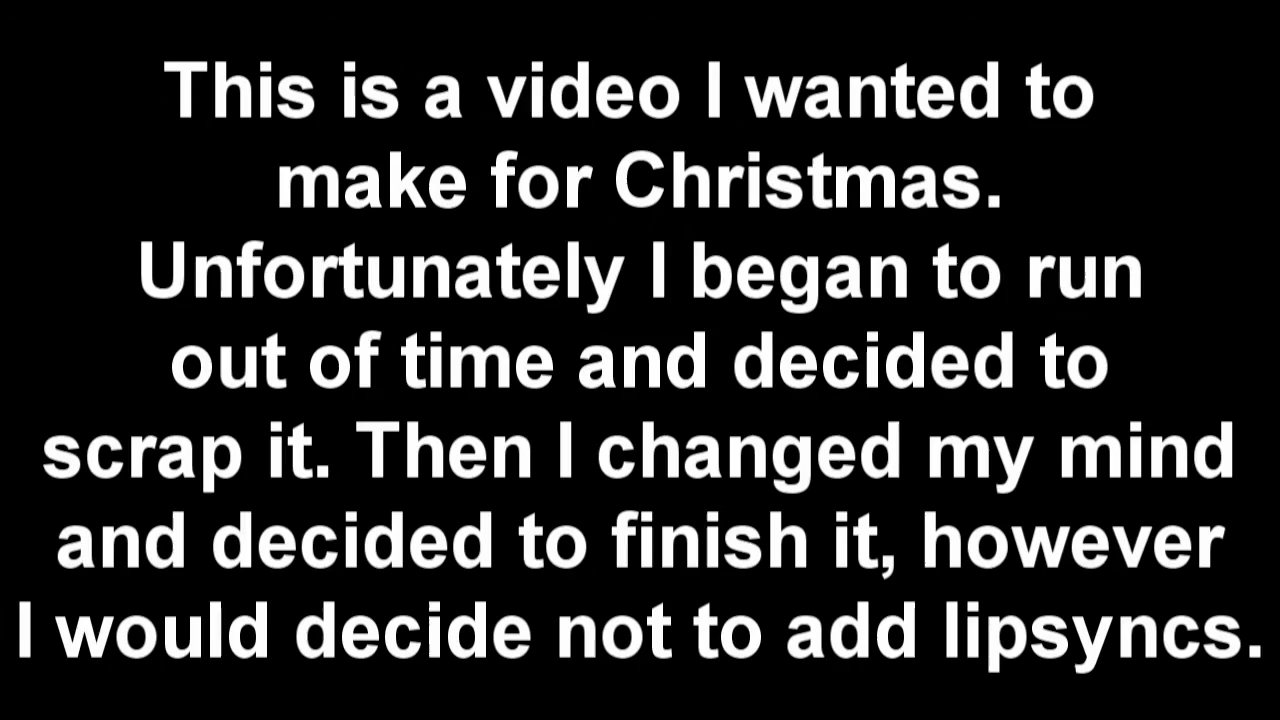 This is a video I wanted to
make for Christmas.
Unfortunately I began to run
out of time and decided to
scrap it. Then I changed my mind
and decided to finish it, however
I would decide not to add lipsyncs.